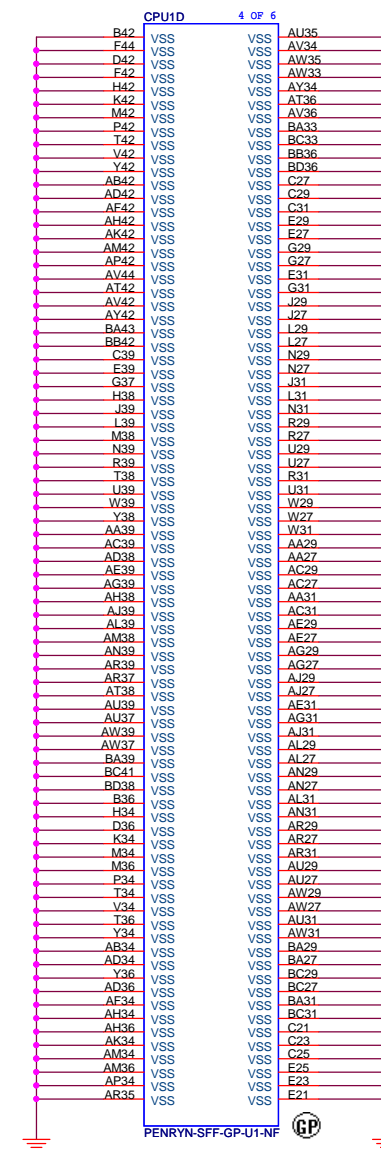 CPU1D 4 OF 6
B42 VSS VSS AU35
F44 VSS VSS AV34
D42 VSS VSS AW35
F42 VSS VSS AW33
H42 VSS VSS AY34
K42 VSS VSS AT36
M42 VSS VSS AV36
P42 VSS VSS BA33
T42 VSS VSS BC33
V42 VSS VSS BB36
Y42 VSS VSS BD36
AB42 VSS VSS C27
AD42 VSS VSS C29
AF42 VSS VSS C31
AH42 VSS VSS E29
AK42 VSS VSS E27
AM42 VSS VSS G29
AP42 VSS VSS G27
AV44 VSS VSS E31
AT42 VSS VSS G31
AV42 VSS VSS J29
AY42 VSS VSS J27
BA43 VSS VSS L29
BB42 VSS VSS L27
C39 VSS VSS N29
E39 VSS VSS N27
G37 VSS VSS J31
H38 VSS VSS L31
J39 VSS VSS N31
L39 VSS VSS R29
M38 VSS VSS R27
N39 VSS VSS U29
R39 VSS VSS U27
T38 VSS VSS R31
U39 VSS VSS U31
W39 VSS VSS W29
Y38 VSS VSS W27
AA39 VSS VSS W31
AC39 VSS VSS AA29
AD38 VSS VSS AA27
AE39 VSS VSS AC29
AG39 VSS VSS AC27
AH38 VSS VSS AA31
AJ39 VSS VSS AC31
AL39 VSS VSS AE29
AM38 VSS VSS AE27
AN39 VSS VSS AG29
AR39 VSS VSS AG27
AR37 VSS VSS AJ29
AT38 VSS VSS AJ27
AU39 VSS VSS AE31
AU37 VSS VSS AG31
AW39 VSS VSS AJ31
AW37 VSS VSS AL29
BA39 VSS VSS AL27
BC41 VSS VSS AN29
BD38 VSS VSS AN27
B36 VSS VSS AL31
H34 VSS VSS AN31
D36 VSS VSS AR29
K34 VSS VSS AR27
M34 VSS VSS AR31
M36 VSS VSS AU29
P34 VSS VSS AU27
T34 VSS VSS AW29
V34 VSS VSS AW27
T36 VSS VSS AU31
Y34 VSS VSS AW31
AB34 VSS VSS BA29
AD34 VSS VSS BA27
Y36 VSS VSS BC29
AD36 VSS VSS BC27
AF34 VSS VSS BA31
AH34 VSS VSS BC31
AH36 VSS VSS C21
AK34 VSS VSS C23
AM34 VSS VSS C25
AM36 VSS VSS E25
AP34 VSS VSS E23
AR35 VSS VSS E21
PENRYN-SFF-GP-U1-NF GP